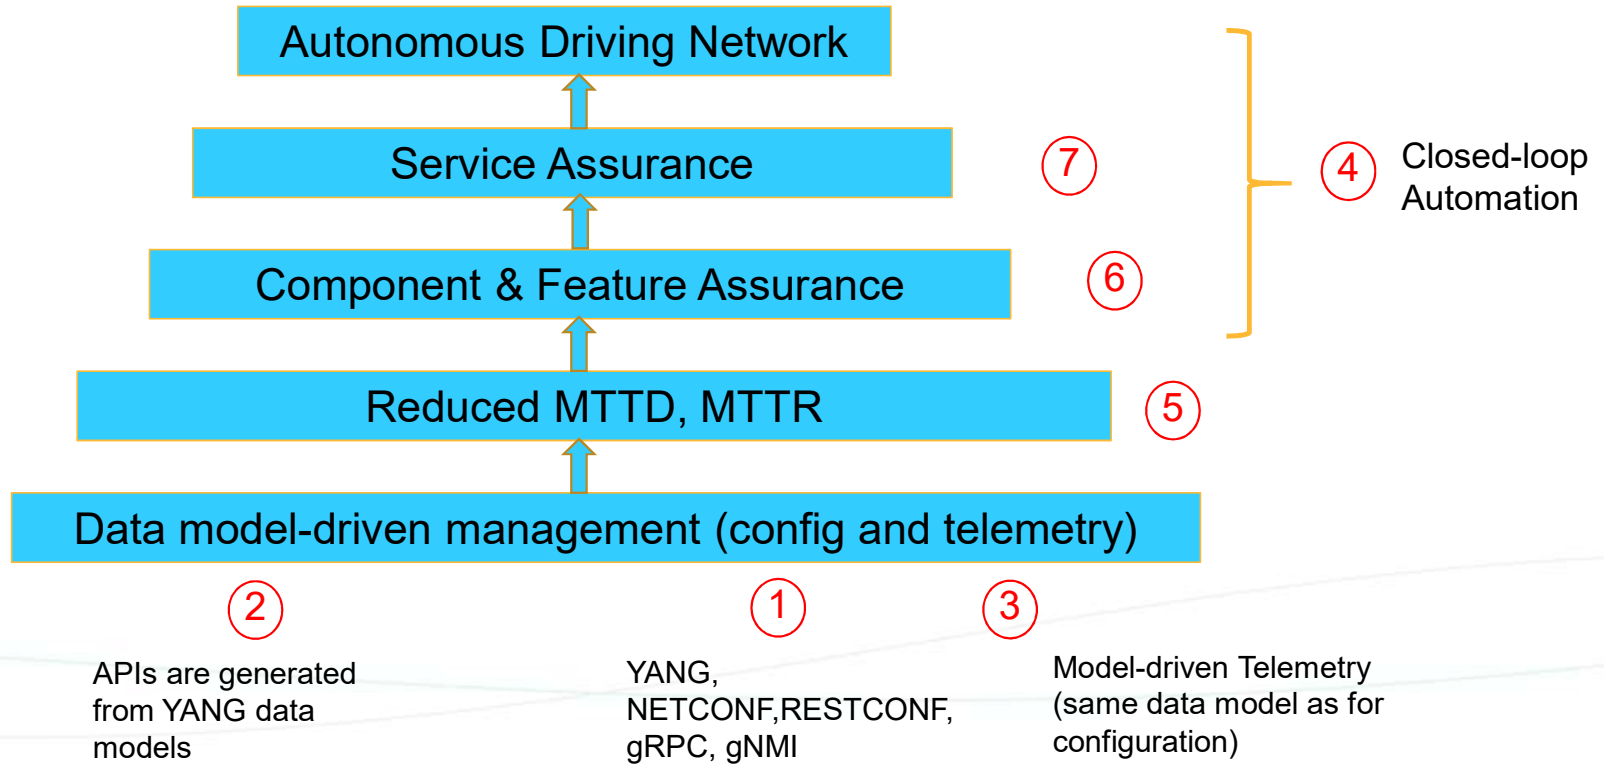 Autonomous Driving Network
Service Assurance
7
4
Closed-loop
Automation
Component & Feature Assurance
6
Reduced MTTD, MTTR
5
Data model-driven management (config and telemetry)
2
1
3
APIs are generated
from YANG data
models
YANG,
NETCONF,RESTCONF,
gRPC, gNMI
Model-driven Telemetry
(same data model as for
configuration)